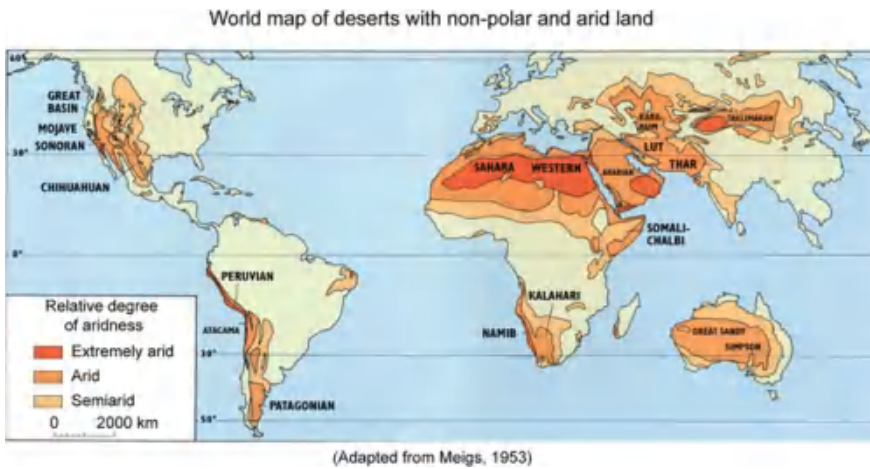 World map of deserts with non-polar and arid land
60°
GREAT
BASIN
MOJAVE
SONORAN
30°
CHIHUAHUAN
KARA-
KUM
TAKLIMAKAN
LUT
THAR
SAHARA
WESTERN
ARABIAN
SOMALI-
CHALBI
0°
PERUVIAN
ATACAMA
KALAHARI
NAMIB
GREAT SANDY
SIMPSON
30°
PATAGONIAN
50°
Relative degree
of aridness
Extremely arid
Arid
Semiarid
0 2000 km
(Adapted from Meigs, 1953)